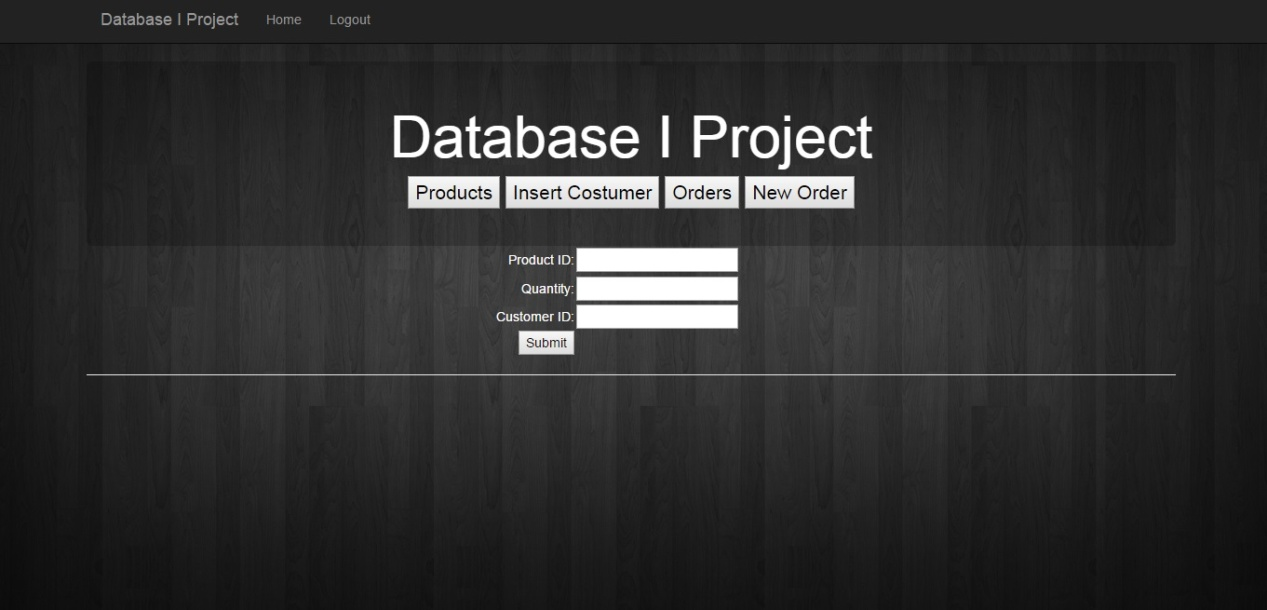 Database I Project Home Logout
Database I Project
Products Insert Costumer Orders New Order
Product ID:
Quantity:
Customer ID:
Submit